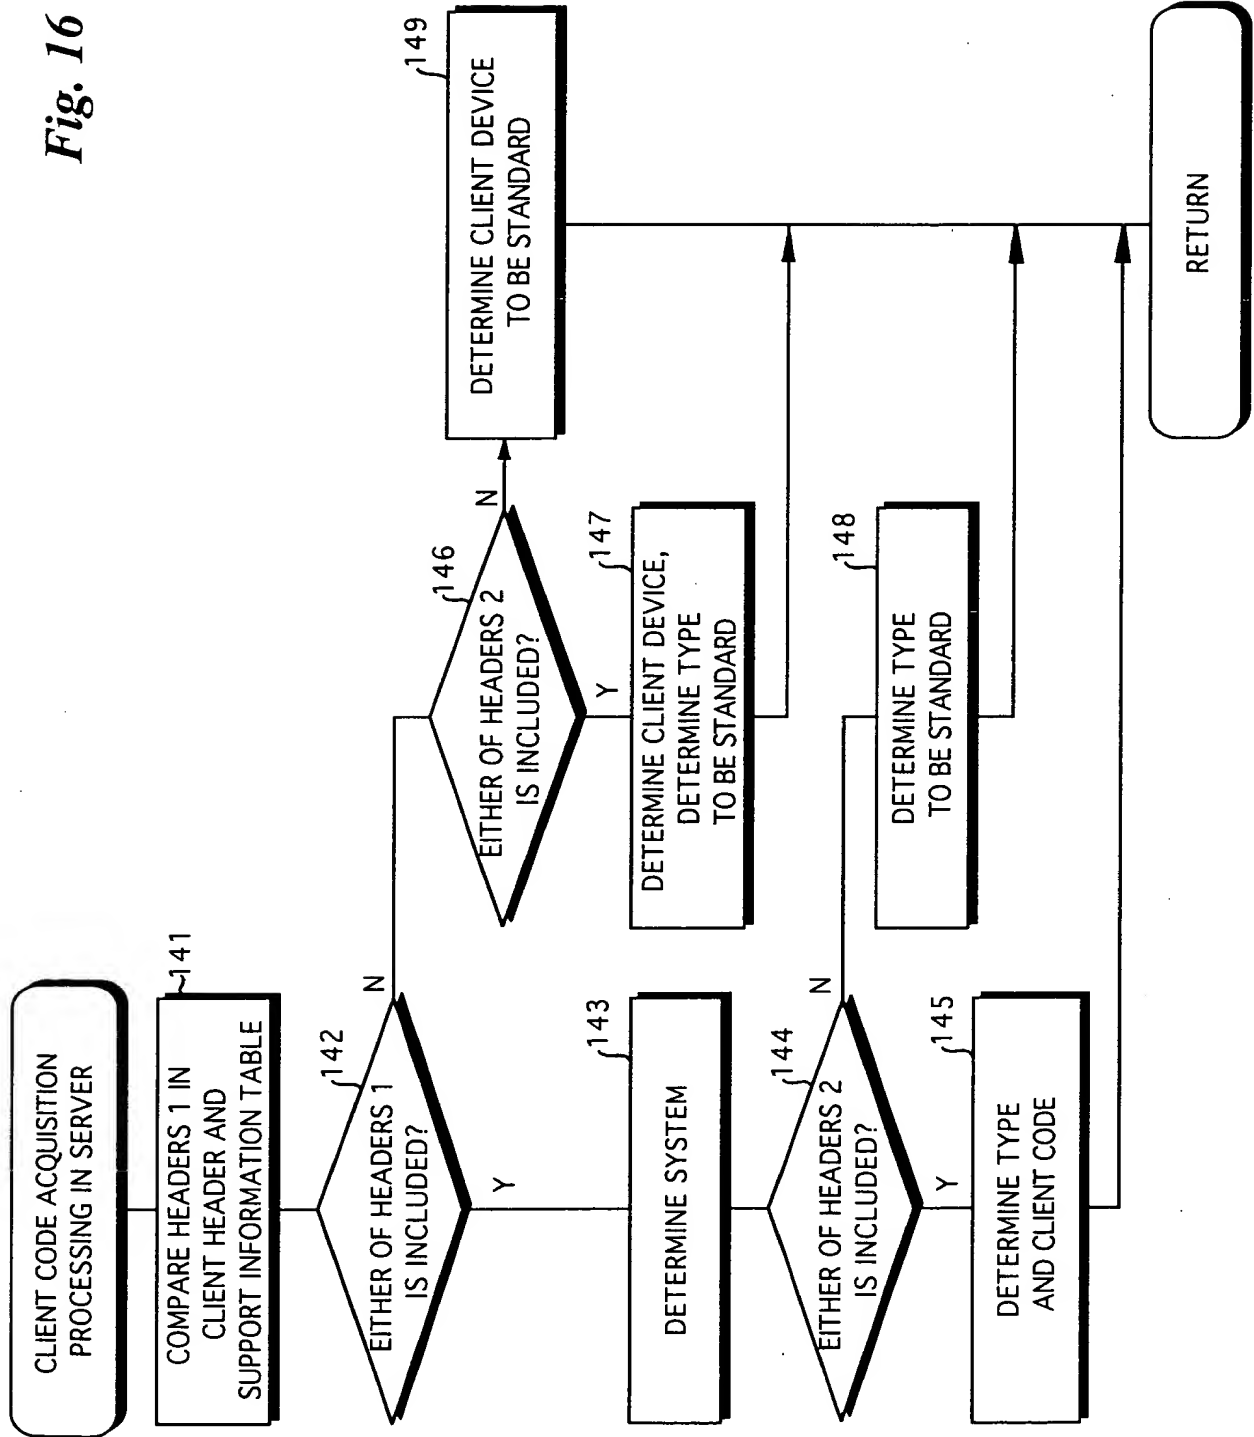 Fig. 16
CLIENT CODE ACQUISITION
PROCESSING IN SERVER
141
COMPARE HEADERS 1 IN
CLIENT HEADER AND
SUPPORT INFORMATION TABLE
142
EITHER OF HEADERS 1
IS INCLUDED?
N
Y
143
DETERMINE SYSTEM
144
EITHER OF HEADERS 2
IS INCLUDED?
N
Y
145
DETERMINE TYPE
AND CLIENT CODE
146
EITHER OF HEADERS 2
IS INCLUDED?
N
Y
147
DETERMINE CLIENT DEVICE,
DETERMINE TYPE
TO BE STANDARD
148
DETERMINE TYPE
TO BE STANDARD
149
DETERMINE CLIENT DEVICE
TO BE STANDARD
RETURN